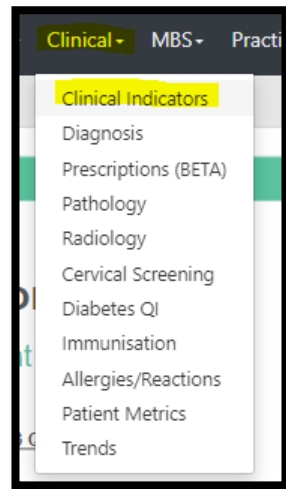 Clinical MBS Practi
Clinical Indicators
Diagnosis
Prescriptions (BETA)
Pathology
Radiology
Cervical Screening
Diabetes QI
Immunisation
Allergies/Reactions
Patient Metrics
Trends